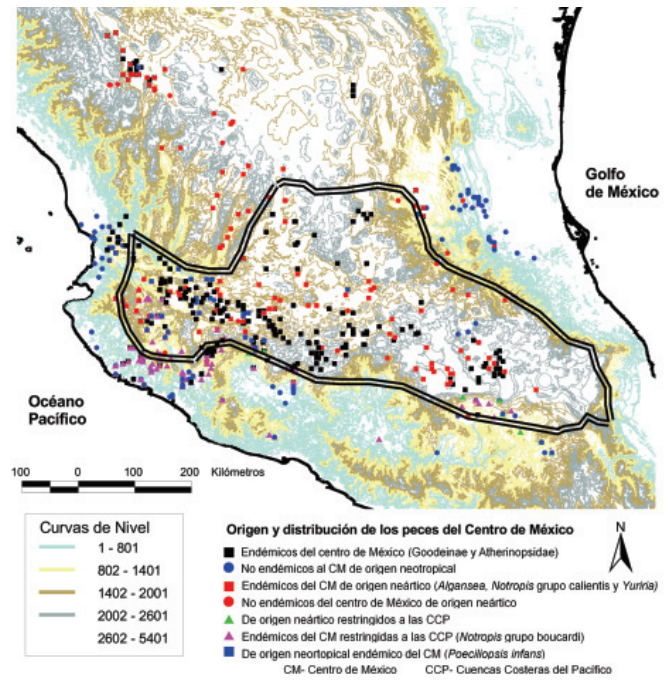 Golfo
de México
Océano
Pacífico
100 0 100 200 Kilómetros
Curvas de Nivel
1 - 801
802 - 1401
1402 - 2001
2002 - 2601
2602 - 5401
Origen y distribución de los peces del Centro de México
N
Endémicos del centro de México (Goodeinae y Atherinopsidae)
No endémicos al CM de origen neotropical
Endémicos del CM de origen neártico (Algansea, Notropis grupo calientis y Yuriria)
No endémicos del centro de México de origen neártico
De origen neártico restringidos a las CCP
Endémicos del CM restringidas a las CCP (Notropis grupo boucardi)
De origen neortopical endémico del CM (Poeciliopsis infans)
CM- Centro de México CCP- Cuencas Costeras del Pacífico